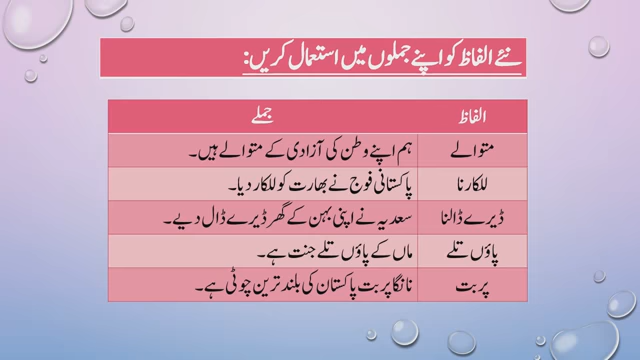 نئے الفاظ کو اپنے جملوں میں استعمال کریں:
الفاظ جملے
متوالے ہم اپنے وطن کی آزادی کے متوالے ہیں۔
للکارنا پاکستانی فوج نے بھارت کو للکار دیا۔
ڈیرے ڈالنا سعدیہ نے اپنی بہن کے گھر ڈیرے ڈال دیے۔
پاؤں تلے ماں کے پاؤں تلے جنت ہے۔
پربت نانگا پربت پاکستان کی بلند ترین چوٹی ہے۔